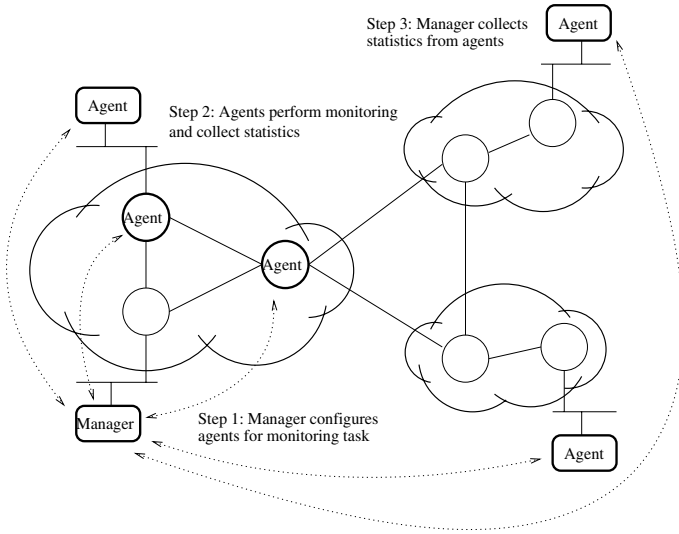 Step 3: Manager collects
statistics from agents
Agent
Agent
Step 2: Agents perform monitoring
and collect statistics
Agent
Agent
Manager
Step 1: Manager configures
agents for monitoring task
Agent